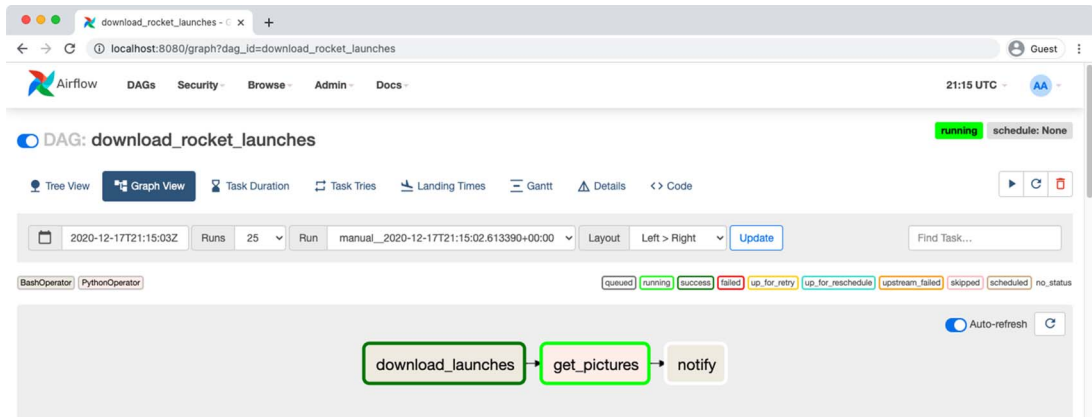 download_rocket_launches - G
localhost:8080/graph?dag_id=download_rocket_launches
Guest
Airflow DAGs Security Browse Admin Docs 21:15 UTC AA
DAG: download_rocket_launches running schedule: None
Tree View Graph View Task Duration Task Tries Landing Times Gantt Details <> Code
2020-12-17T21:15:03Z Runs 25 Run manual__2020-12-17T21:15:02.613390+00:00 Layout Left > Right Update Find Task...
BashOperator PythonOperator queued running success failed up_for_retry up_for_reschedule upstream_failed skipped scheduled no_status
Auto-refresh
download_launches get_pictures notify